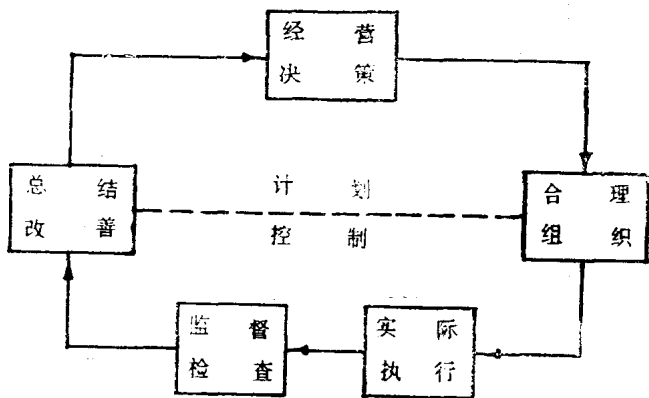 经营
决策
总结
改善
计划
控制
合理
组织
监督
检查
实际
执行